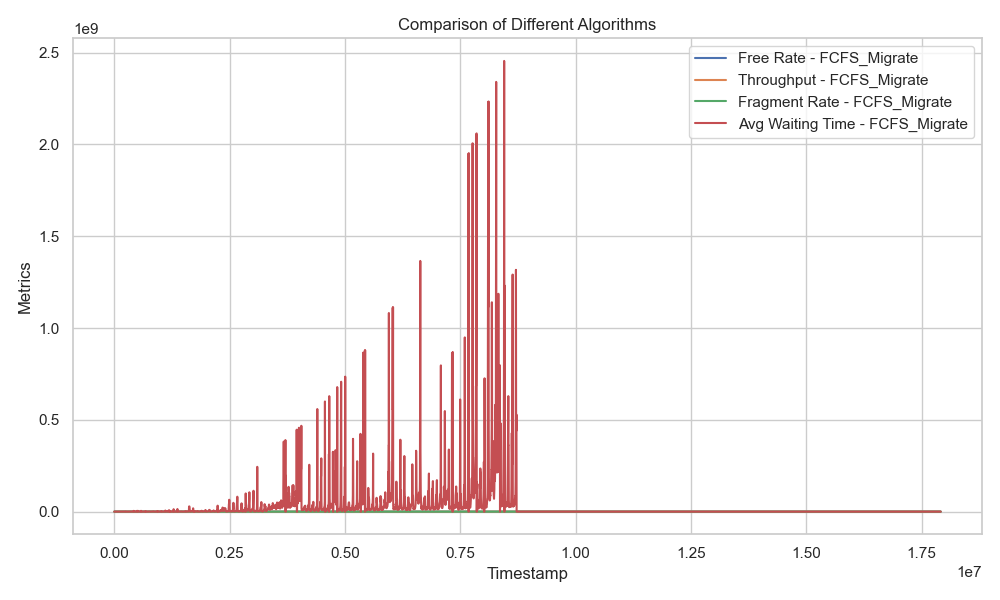 Comparison of Different Algorithms
1e9
2.5
2.0
1.5
1.0
0.5
0.0
Metrics
Free Rate - FCFS_Migrate
Throughput - FCFS_Migrate
Fragment Rate - FCFS_Migrate
Avg Waiting Time - FCFS_Migrate
0.00 0.25 0.50 0.75 1.00 1.25 1.50 1.75
1e7
Timestamp